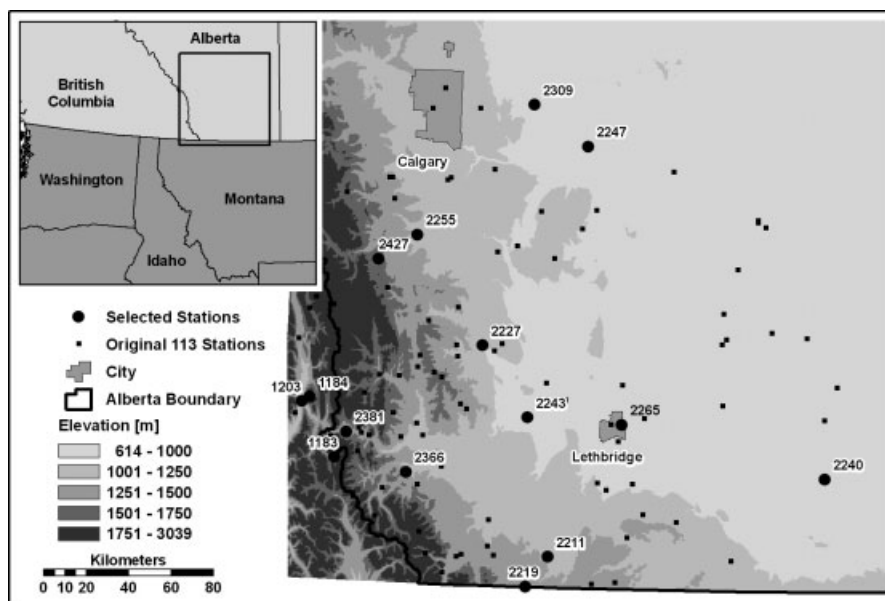 Alberta
British
Columbia
Washington
Montana
Idaho
Selected Stations
Original 113 Stations
City
Alberta Boundary
Elevation [m]
614 - 1000
1001 - 1250
1251 - 1500
1501 - 1750
1751 - 3039
Kilometers
0 10 20 40 60 80
2309
2247
Calgary
2255
2427
2227
1203
1184
2381
2243¹
2265
1183
2366
Lethbridge
2240
2211
2219